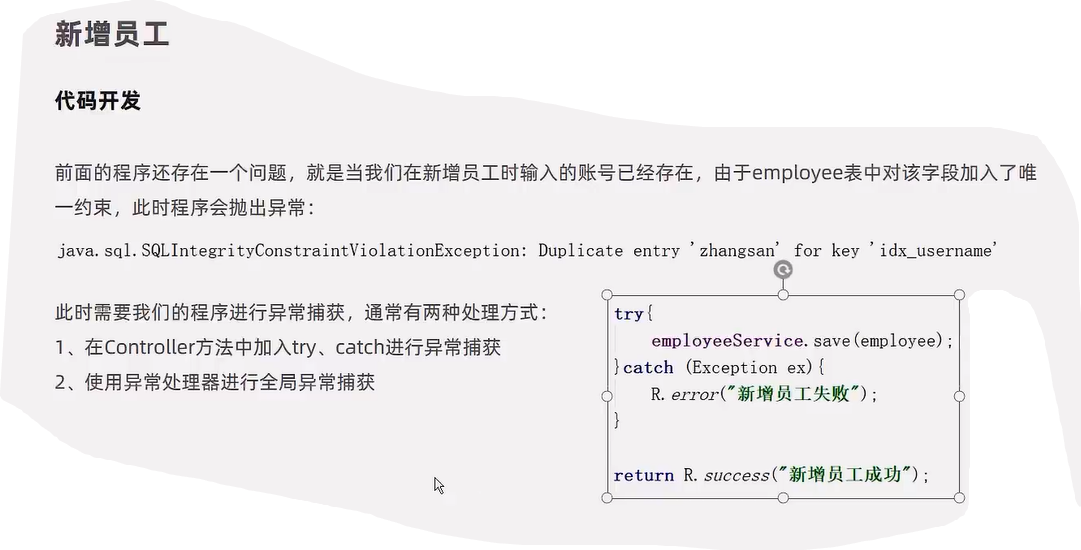 新增员工
代码开发
前面的程序还存在一个问题，就是当我们在新增员工时输入的账号已经存在，由于employee表中对该字段加入了唯
一约束，此时程序会抛出异常：
java.sql.SQLIntegrityConstraintViolationException: Duplicate entry 'zhangsan' for key 'idx_username'
此时需要我们的程序进行异常捕获，通常有两种处理方式：
1、在Controller方法中加入try、catch进行异常捕获
2、使用异常处理器进行全局异常捕获
try{
employeeService.save(employee);
}catch (Exception ex){
R.error("新增员工失败");
}
return R.success("新增员工成功");